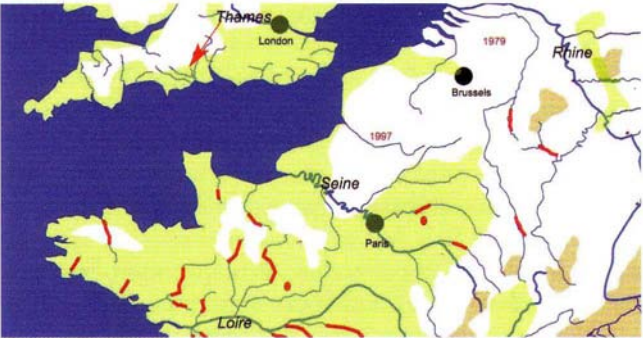 Thames
London
1979
Rhine
Brussels
1997
Seine
Paris
Loire